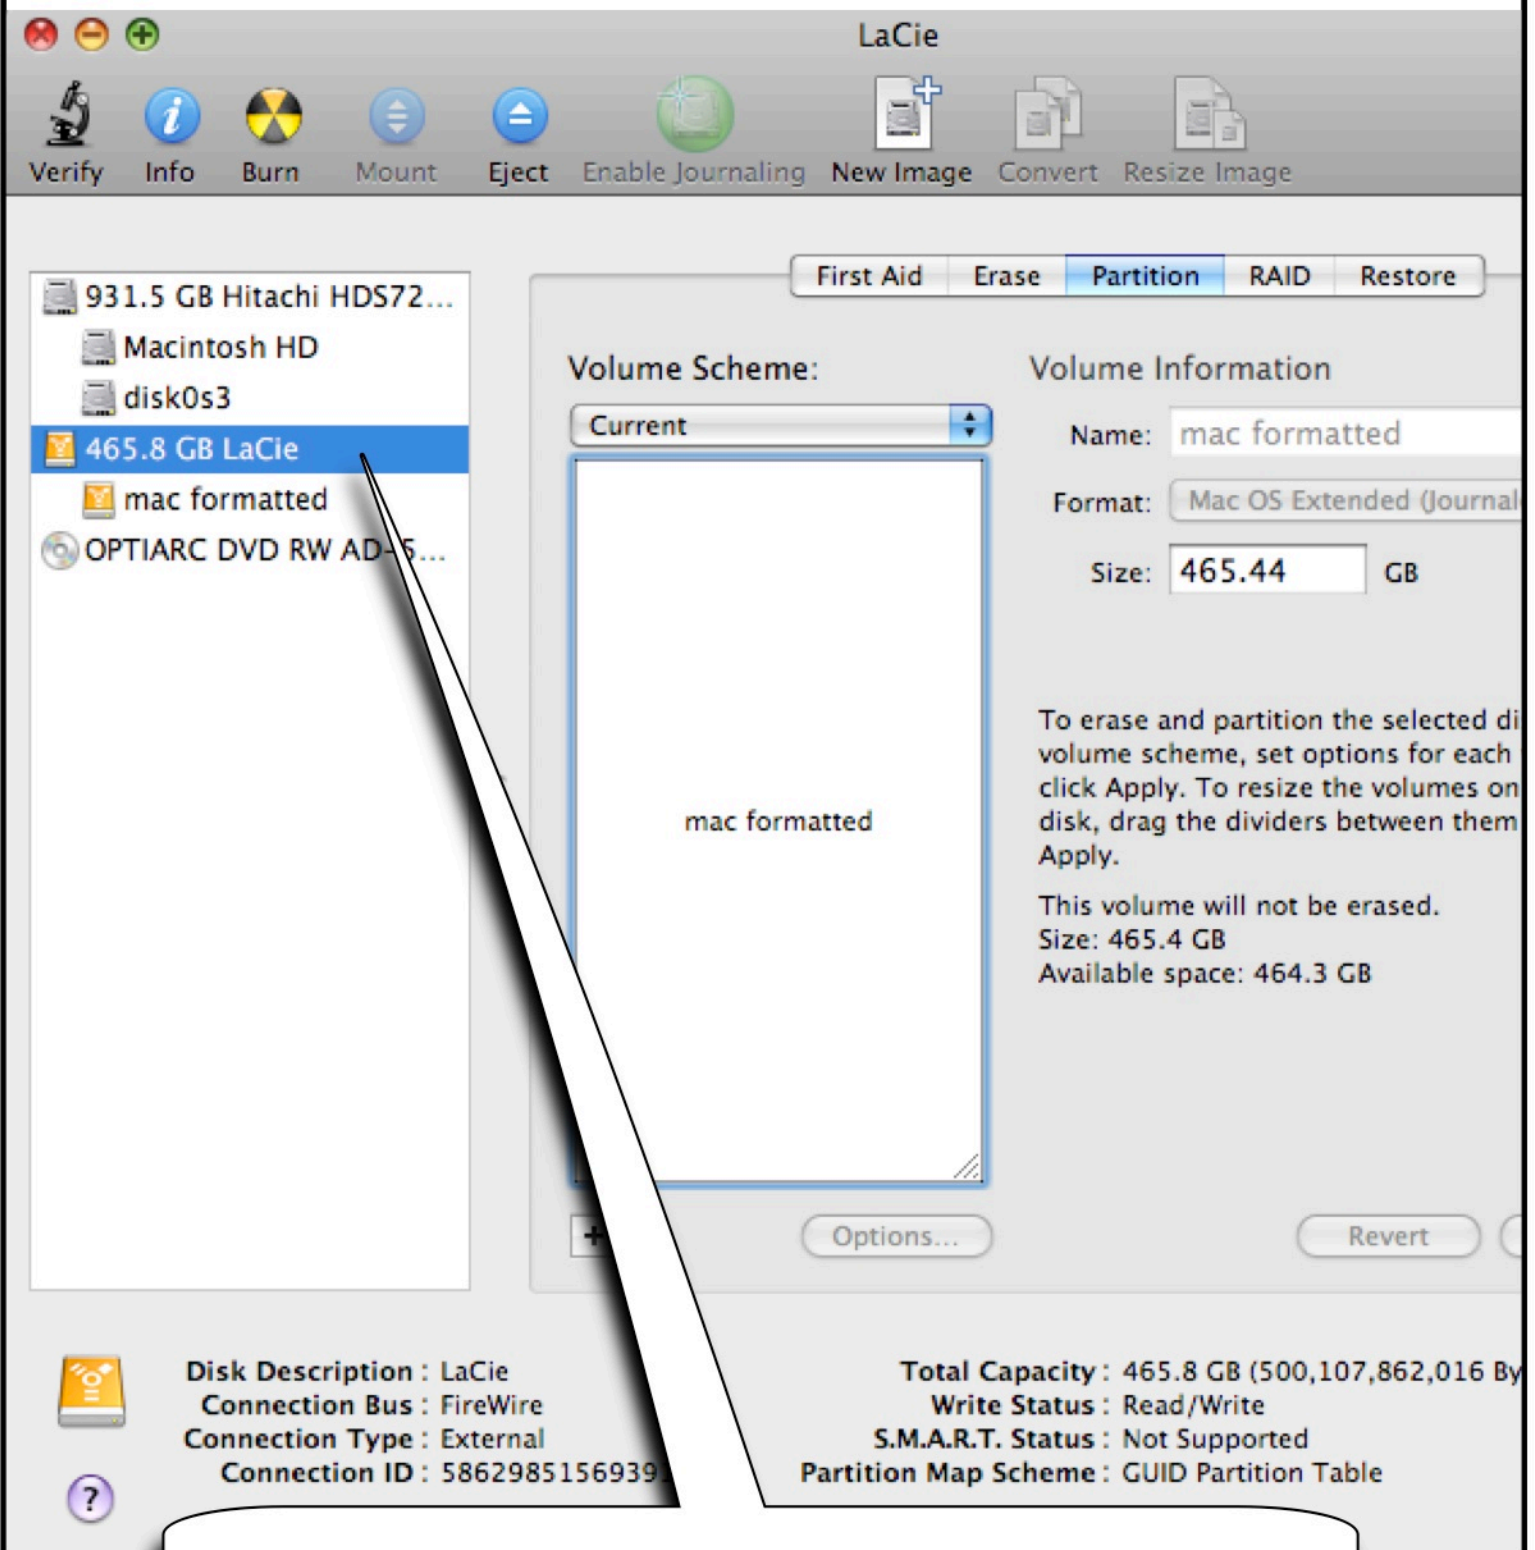 LaCie
Verify Info Burn Mount Eject Enable Journaling New Image Convert Resize Image
First Aid Erase Partition RAID Restore
931.5 GB Hitachi HDS72...
Macintosh HD
disk0s3
465.8 GB LaCie
mac formatted
OPTIARC DVD RW AD-5...
Volume Scheme:
Current
mac formatted
+
Options...
Volume Information
Name: mac formatted
Format: Mac OS Extended (Journal
Size: 465.44 GB
To erase and partition the selected di
volume scheme, set options for each
click Apply. To resize the volumes on
disk, drag the dividers between them
Apply.
This volume will not be erased.
Size: 465.4 GB
Available space: 464.3 GB
Revert
Disk Description : LaCie
Connection Bus : FireWire
Connection Type : External
Connection ID : 5862985156939
Total Capacity : 465.8 GB (500,107,862,016 By
Write Status : Read/Write
S.M.A.R.T. Status : Not Supported
Partition Map Scheme : GUID Partition Table
?